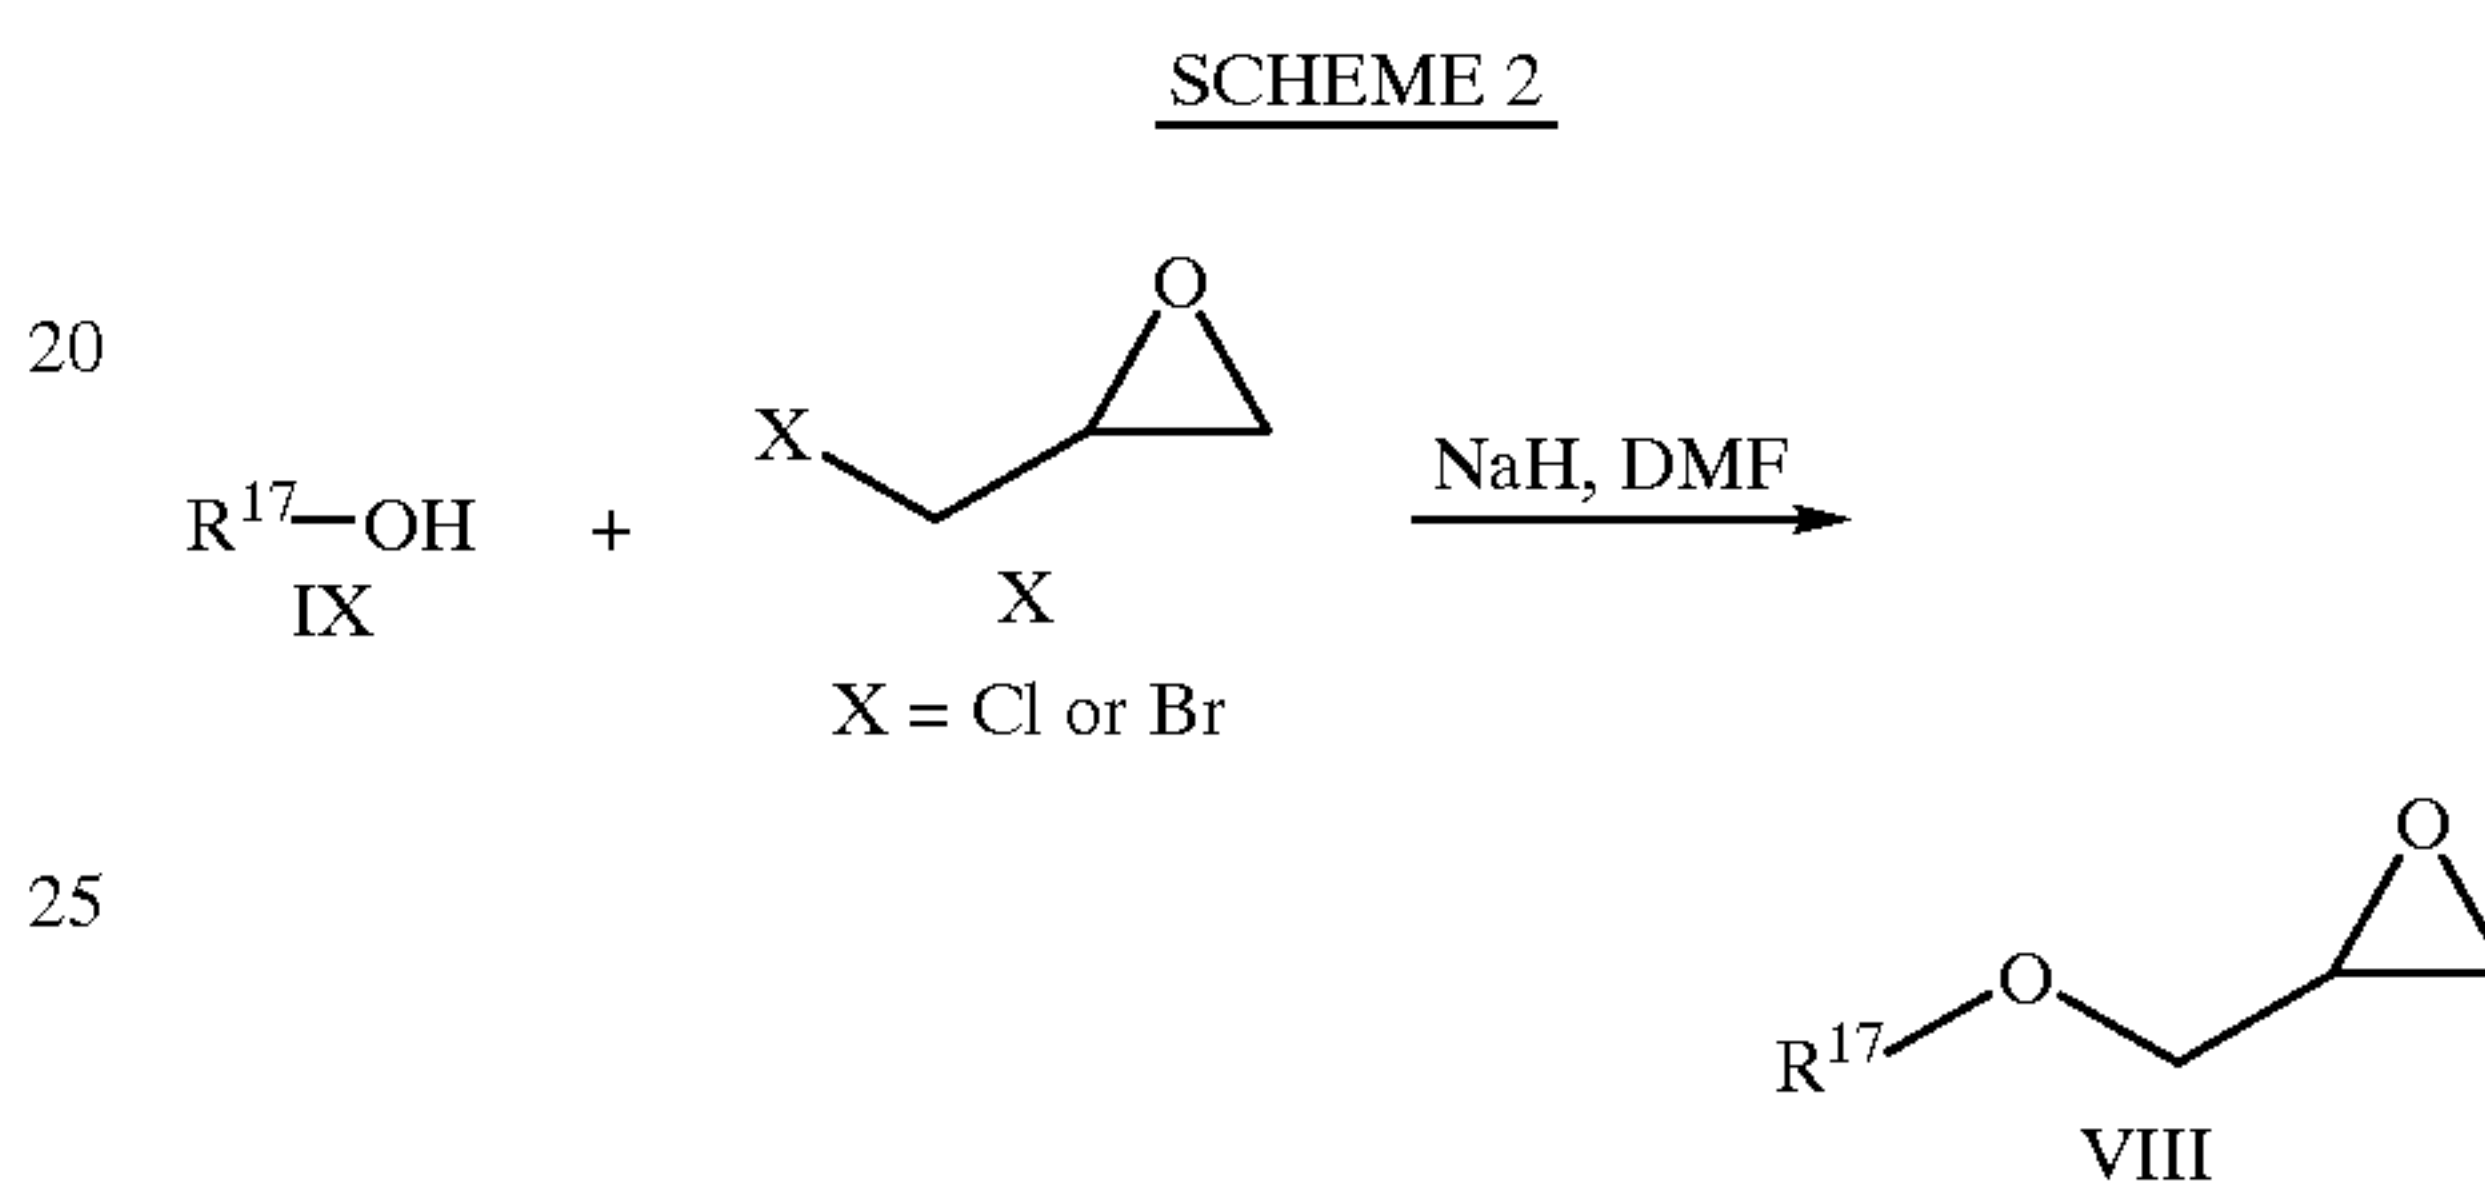 SCHEME 2
O
20
X
NaH, DMF
R¹⁷—OH
+
IX
X
X = Cl or Br
O
25
O
R¹⁷
VIII